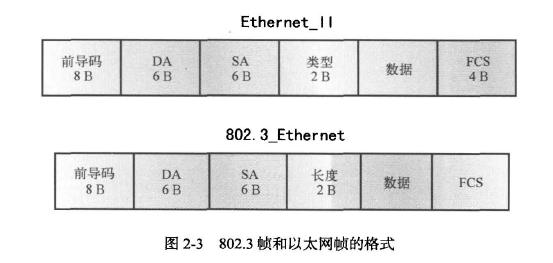 Ethernet_II
前导码 DA SA 类型 数据 FCS
8 B 6 B 6 B 2 B 4 B
802.3_Ethernet
前导码 DA SA 长度 数据 FCS
8 B 6 B 6 B 2 B
图 2-3 802.3 帧和以太网帧的格式